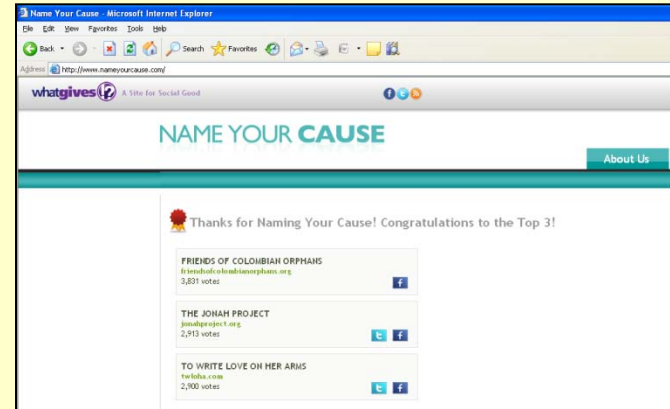 Name Your Cause - Microsoft Internet Explorer
File Edit View Favorites Tools Help
Back Search Favorites
Address http://www.nameyourcause.com/
whatgives!? A Site for Social Good
NAME YOUR CAUSE
About Us
Thanks for Naming Your Cause! Congratulations to the Top 3!
FRIENDS OF COLOMBIAN ORPHANS
friendsofcolombianorphans.org
3,831 votes
THE JONAH PROJECT
jonahproject.org
2,913 votes
TO WRITE LOVE ON HER ARMS
twloha.com
2,900 votes